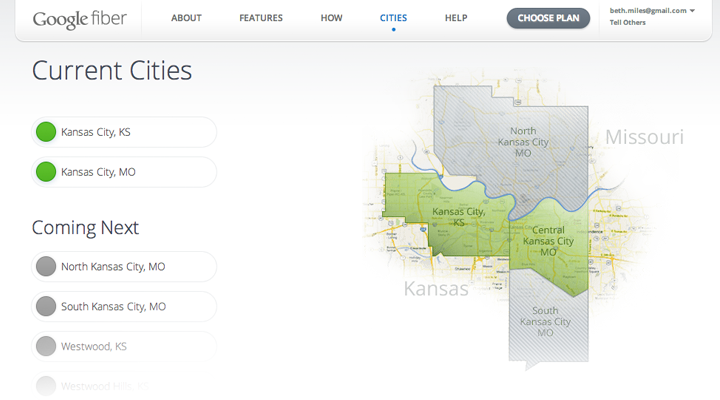 Google fiber
ABOUT
FEATURES
HOW
CITIES
HELP
CHOOSE PLAN
beth.miles@gmail.com
Tell Others
Current Cities
Kansas City, KS
Kansas City, MO
Coming Next
North Kansas City, MO
South Kansas City, MO
Westwood, KS
Westwood Hills, KS
North
Kansas City
MO
Missouri
Kansas City,
KS
Central
Kansas City
MO
Kansas
South
Kansas City
MO